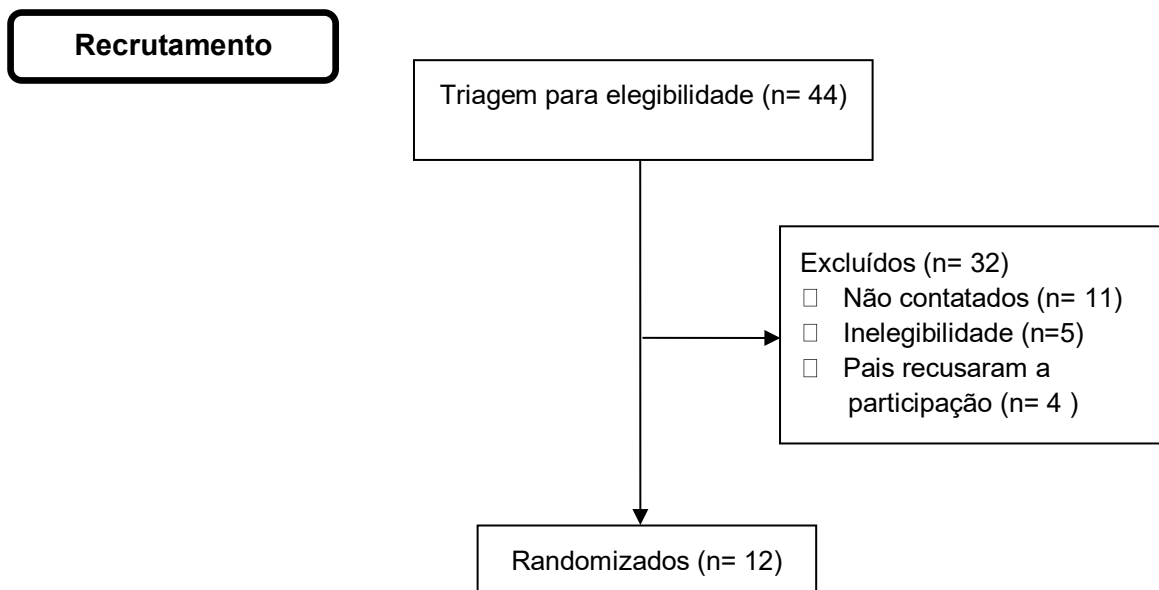 Recrutamento
Triagem para elegibilidade (n= 44)
Excluídos (n= 32)
Não contatados (n= 11)
Inelegibilidade (n=5)
Pais recusaram a
participação (n= 4 )
Randomizados (n= 12)